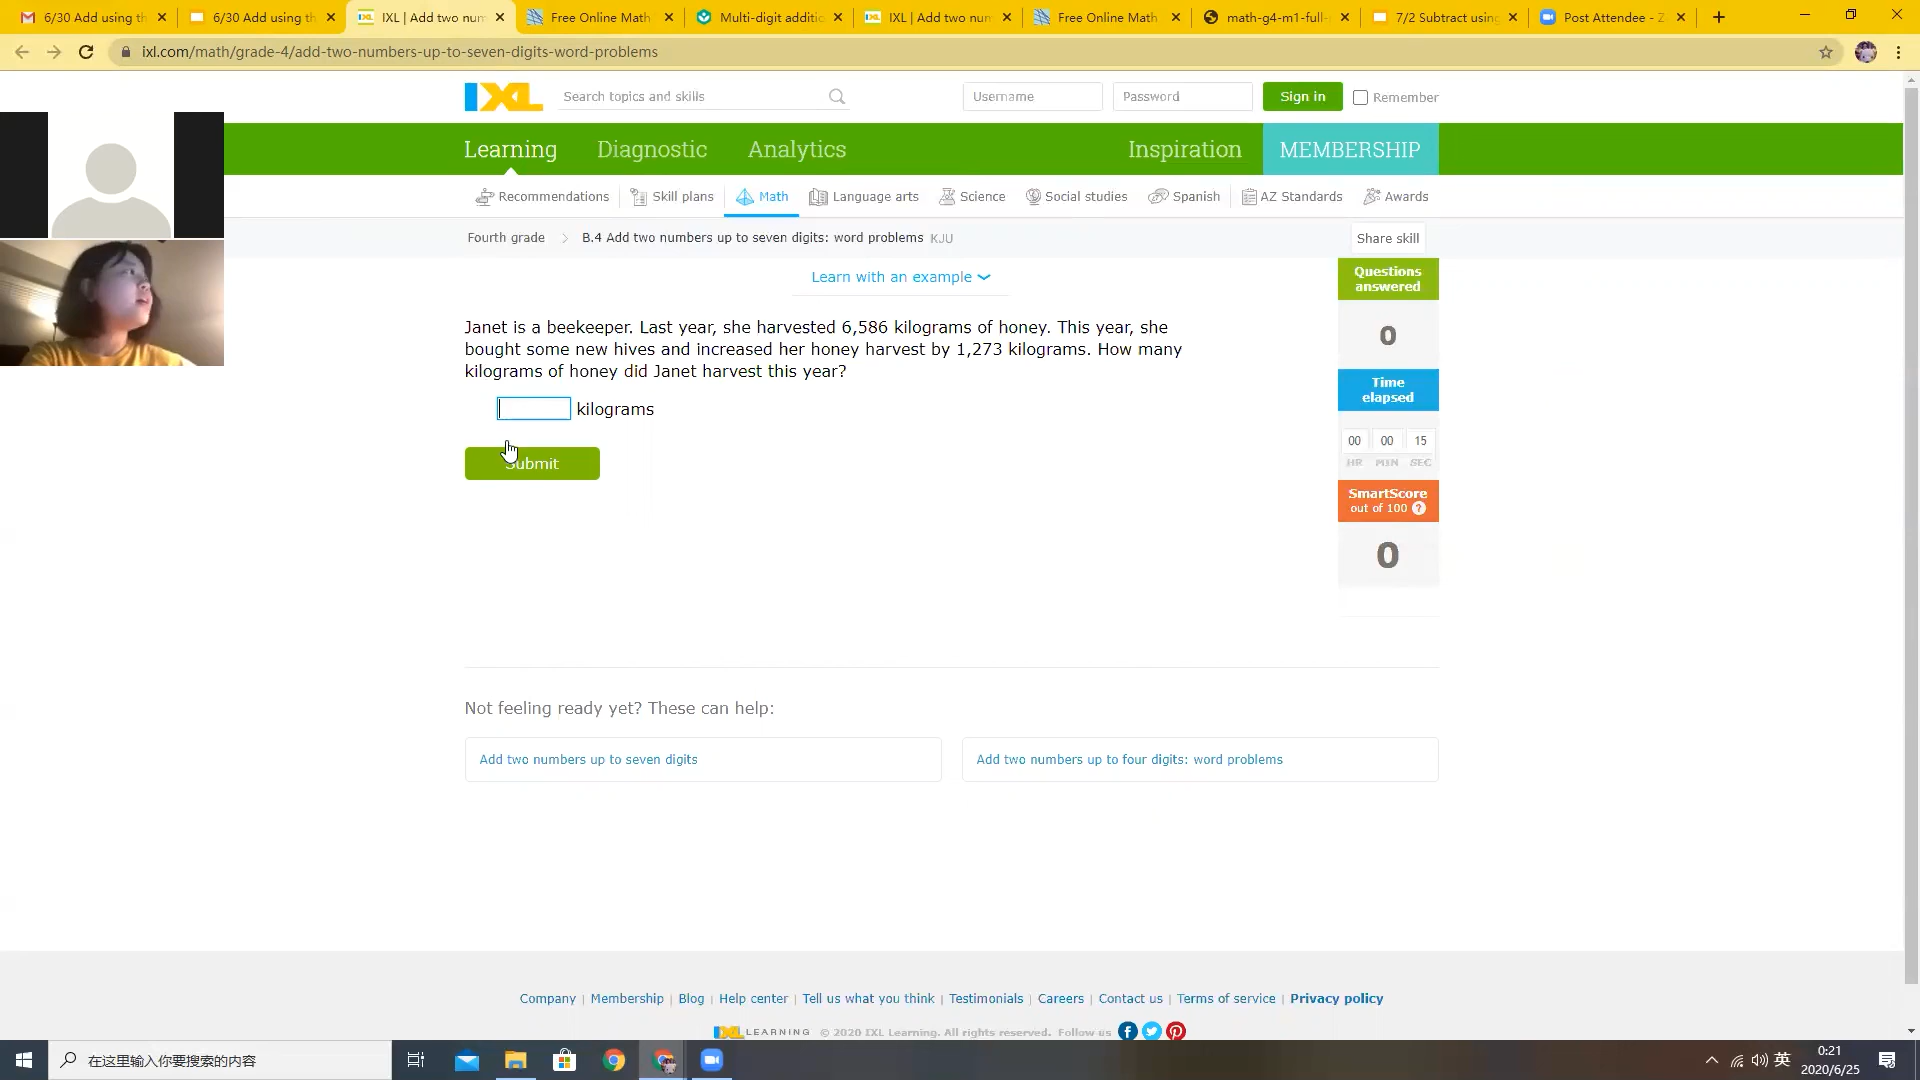 6/30 Add using th
6/30 Add using th
IXL | Add two num
Free Online Math
Multi-digit additio
IXL | Add two num
Free Online Math
math-g4-m1-full-
7/2 Subtract using
Post Attendee - Z
ixl.com/math/grade-4/add-two-numbers-up-to-seven-digits-word-problems
IXL
Search topics and skills
Username
Password
Sign in
Remember
Learning
Diagnostic
Analytics
Inspiration
MEMBERSHIP
Recommendations
Skill plans
Math
Language arts
Science
Social studies
Spanish
AZ Standards
Awards
Fourth grade
B.4 Add two numbers up to seven digits: word problems KJU
Share skill
Learn with an example
Questions
answered
0
Janet is a beekeeper. Last year, she harvested 6,586 kilograms of honey. This year, she
bought some new hives and increased her honey harvest by 1,273 kilograms. How many
kilograms of honey did Janet harvest this year?
kilograms
Submit
Time
elapsed
00 00 15
HR MIN SEC
SmartScore
out of 100 ?
0
Not feeling ready yet? These can help:
Add two numbers up to seven digits
Add two numbers up to four digits: word problems
Company | Membership | Blog | Help center | Tell us what you think | Testimonials | Careers | Contact us | Terms of service | Privacy policy
IXL LEARNING © 2020 IXL Learning. All rights reserved. Follow us
在这里输入你要搜索的内容
英
0:21
2020/6/25